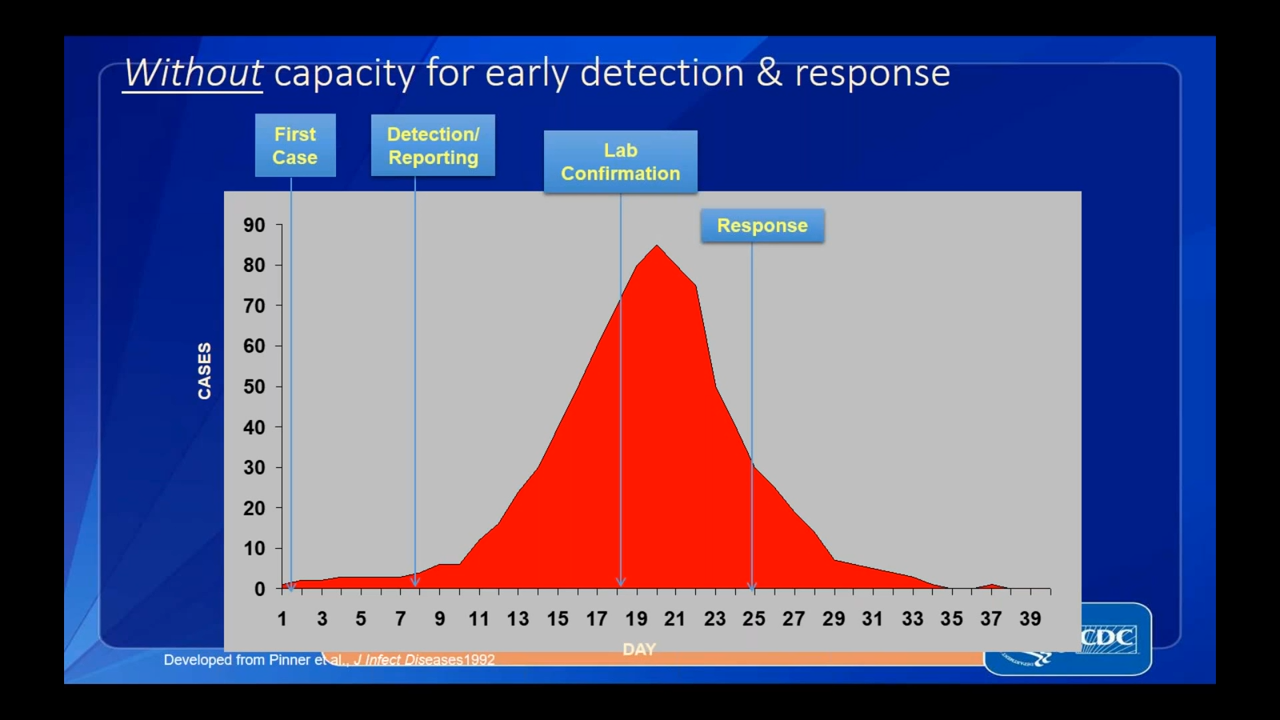 Without capacity for early detection & response
First
Case
Detection/
Reporting
Lab
Confirmation
Response
90
80
70
60
50
40
30
20
10
0
CASES
1 3 5 7 9 11 13 15 17 19 21 23 25 27 29 31 33 35 37 39
DAY
Developed from Pinner et al., J Infect Diseases1992
CDC